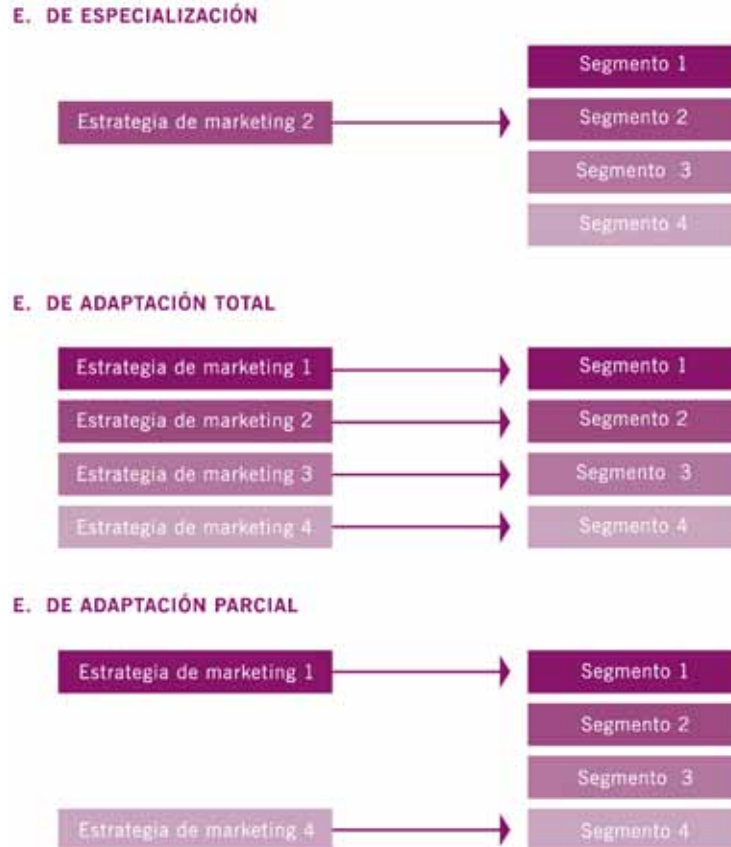 E. DE ESPECIALIZACIÓN
Segmento 1
Estrategia de marketing 2
Segmento 2
Segmento 3
Segmento 4
E. DE ADAPTACIÓN TOTAL
Estrategia de marketing 1
Segmento 1
Estrategia de marketing 2
Segmento 2
Estrategia de marketing 3
Segmento 3
Estrategia de marketing 4
Segmento 4
E. DE ADAPTACIÓN PARCIAL
Estrategia de marketing 1
Segmento 1
Segmento 2
Segmento 3
Estrategia de marketing 4
Segmento 4